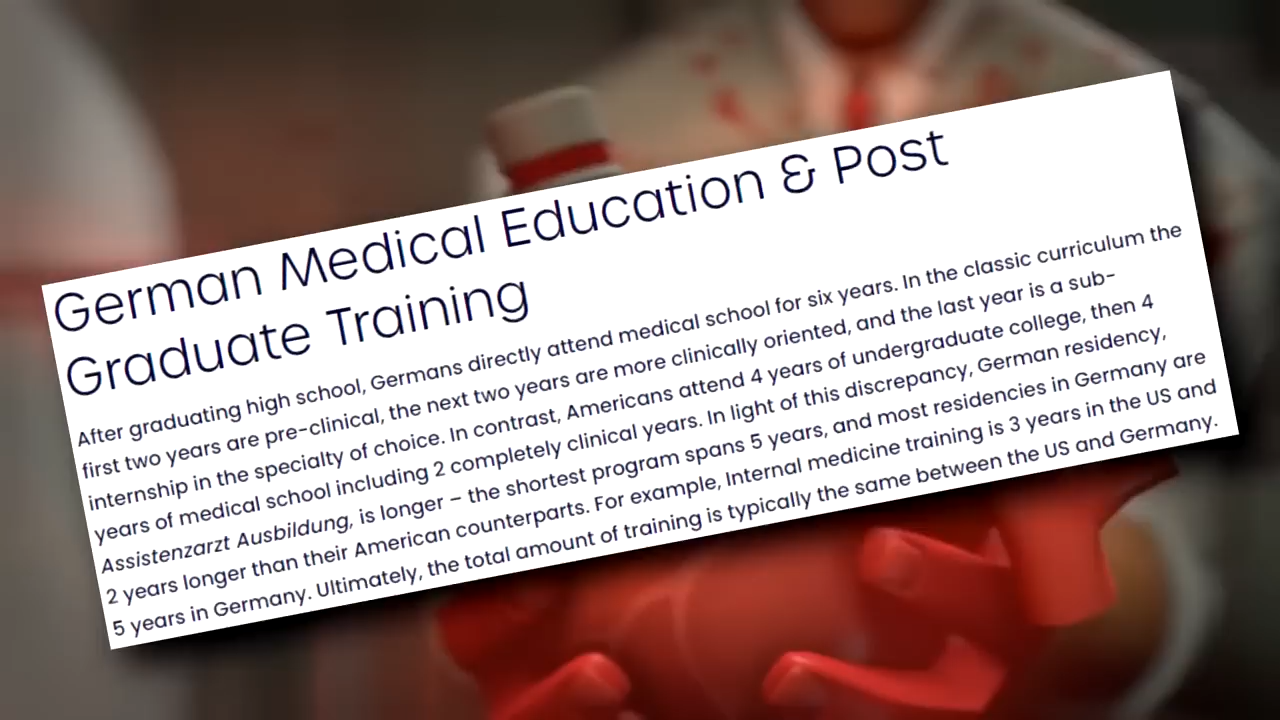 German Medical Education & Post
Graduate Training
After graduating high school, Germans directly attend medical school for six years. In the classic curriculum the
first two years are pre-clinical, the next two years are more clinically oriented, and the last year is a sub-
internship in the specialty of choice. In contrast, Americans attend 4 years of undergraduate college, then 4
years of medical school including 2 completely clinical years. In light of this discrepancy, German residency,
Assistenzarzt Ausbildung, is longer – the shortest program spans 5 years, and most residencies in Germany are
2 years longer than their American counterparts. For example, Internal medicine training is 3 years in the US and
5 years in Germany. Ultimately, the total amount of training is typically the same between the US and Germany.